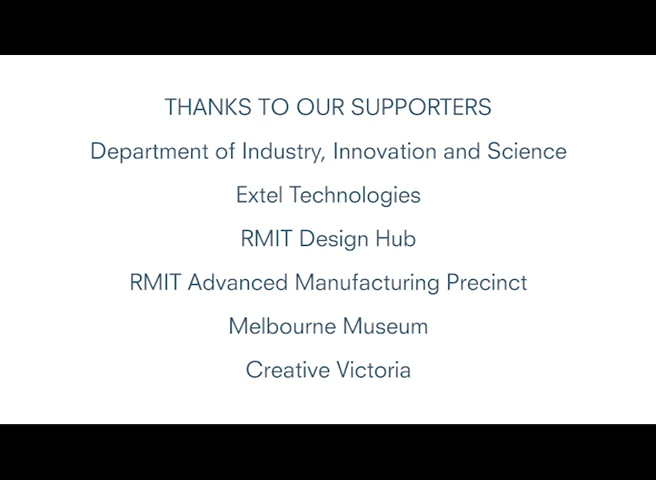 THANKS TO OUR SUPPORTERS
Department of Industry, Innovation and Science
Extel Technologies
RMIT Design Hub
RMIT Advanced Manufacturing Precinct
Melbourne Museum
Creative Victoria